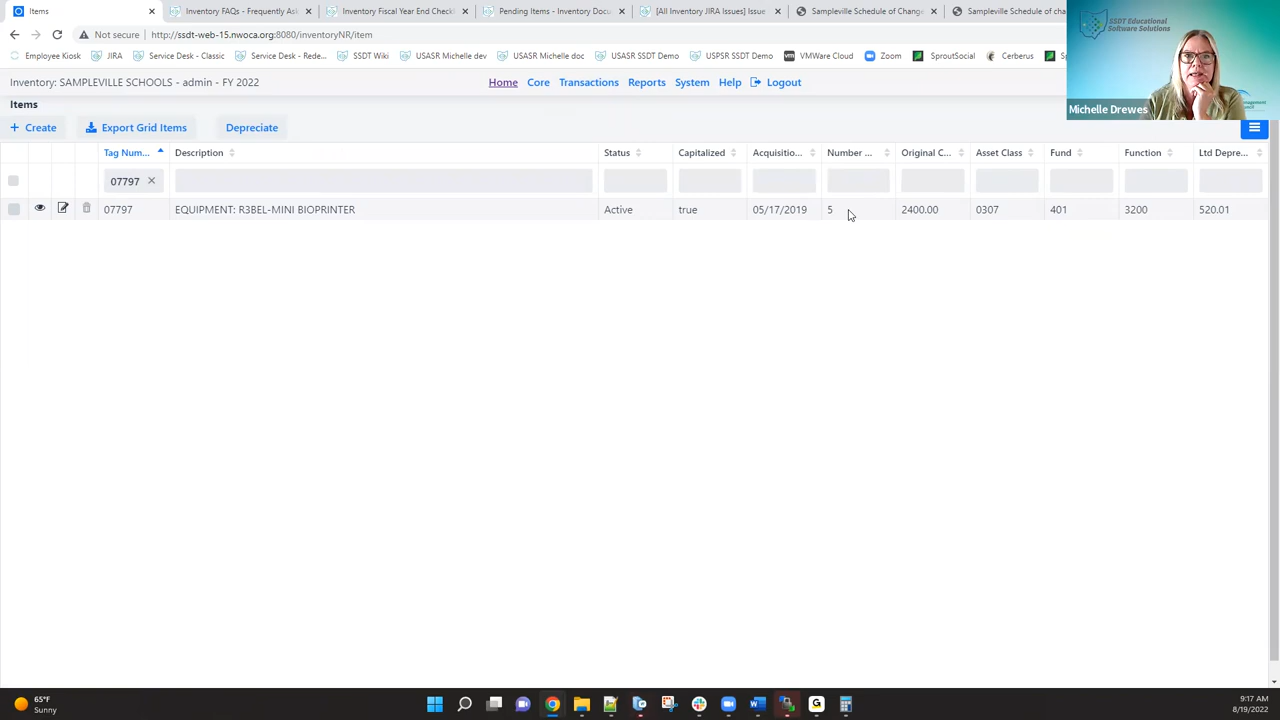 Items
Inventory FAQs - Frequently Ask
Inventory Fiscal Year End Checkl
Pending Items - Inventory Docu
[All Inventory JIRA Issues] Issue
Sampleville Schedule of Change
Sampleville Schedule of cha
Not secure http://ssdt-web-15.nwoca.org:8080/inventoryNR/item
Employee Kiosk JIRA Service Desk - Classic Service Desk - Rede... SSDT Wiki USASR Michelle dev USASR Michelle doc USASR SSDT Demo USPSR SSDT Demo VMWare Cloud Zoom SproutSocial Cerberus
SSDT Educational
Software Solutions
Michelle Drewes
Inventory: SAMPLEVILLE SCHOOLS - admin - FY 2022 Home Core Transactions Reports System Help Logout
Items
+ Create Export Grid Items Depreciate
Tag Num... Description Status Capitalized Acquisitio... Number ... Original C... Asset Class Fund Function Ltd Depre...
07797
07797 EQUIPMENT: R3BEL-MINI BIOPRINTER Active true 05/17/2019 5 2400.00 0307 401 3200 520.01
65°F
Sunny
9:17 AM
8/19/2022